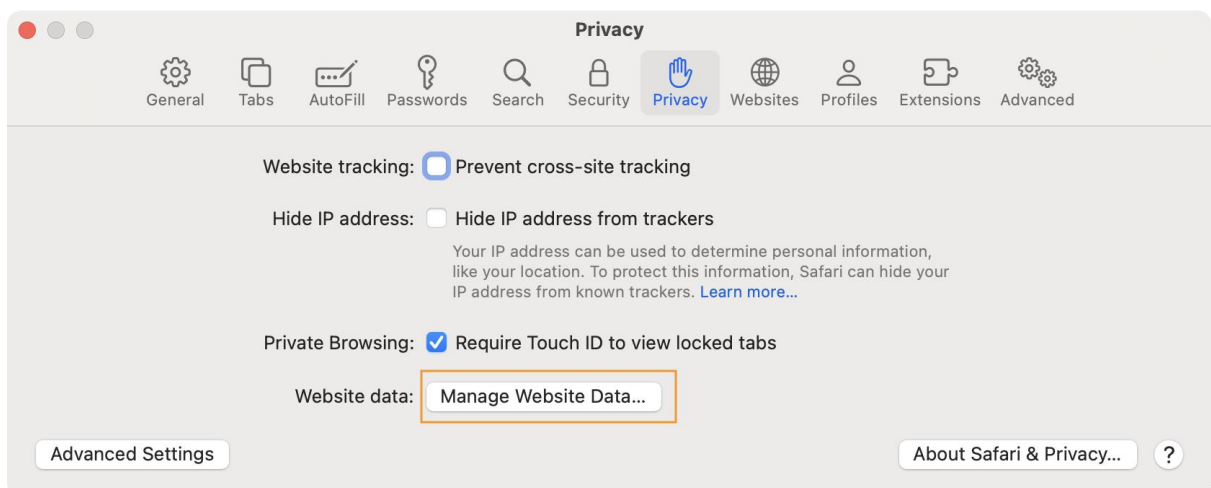 Privacy
General Tabs AutoFill Passwords Search Security Privacy Websites Profiles Extensions Advanced
Website tracking: Prevent cross-site tracking
Hide IP address: Hide IP address from trackers
Your IP address can be used to determine personal information,
like your location. To protect this information, Safari can hide your
IP address from known trackers. Learn more...
Private Browsing: Require Touch ID to view locked tabs
Website data: Manage Website Data...
Advanced Settings About Safari & Privacy... ?